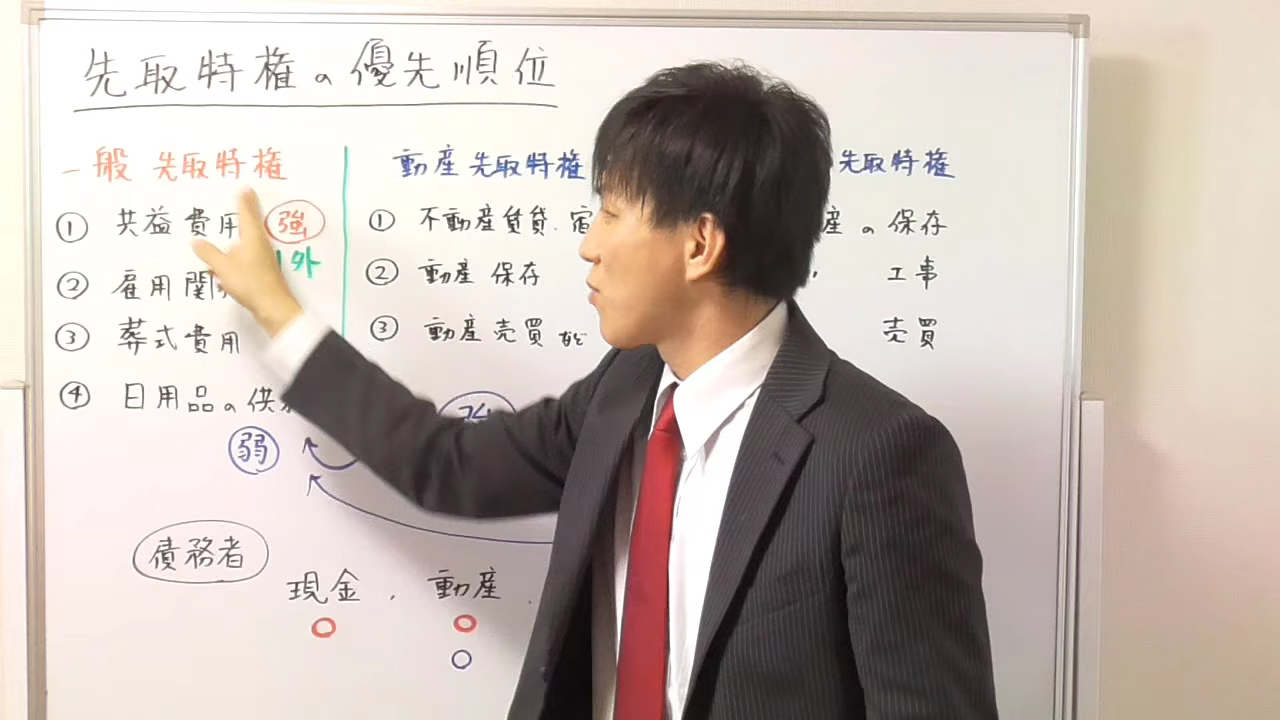 先取特権の優先順位
一般先取特権
① 共益費用 強
外
② 雇用関
③ 葬式費用
④ 日用品の供
弱
動産先取特権
① 不動産賃貸、宿
② 動産保存
③ 動産売買など
強
先取特権
産の保存
〃 工事
売買
債務者
現金、動産、